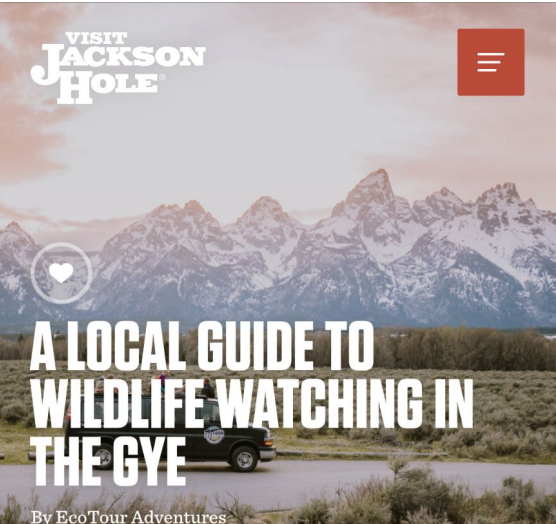 VISIT
JACKSON
HOLE®
A LOCAL GUIDE TO
WILDLIFE WATCHING IN
THE GYE
By EcoTour Adventures